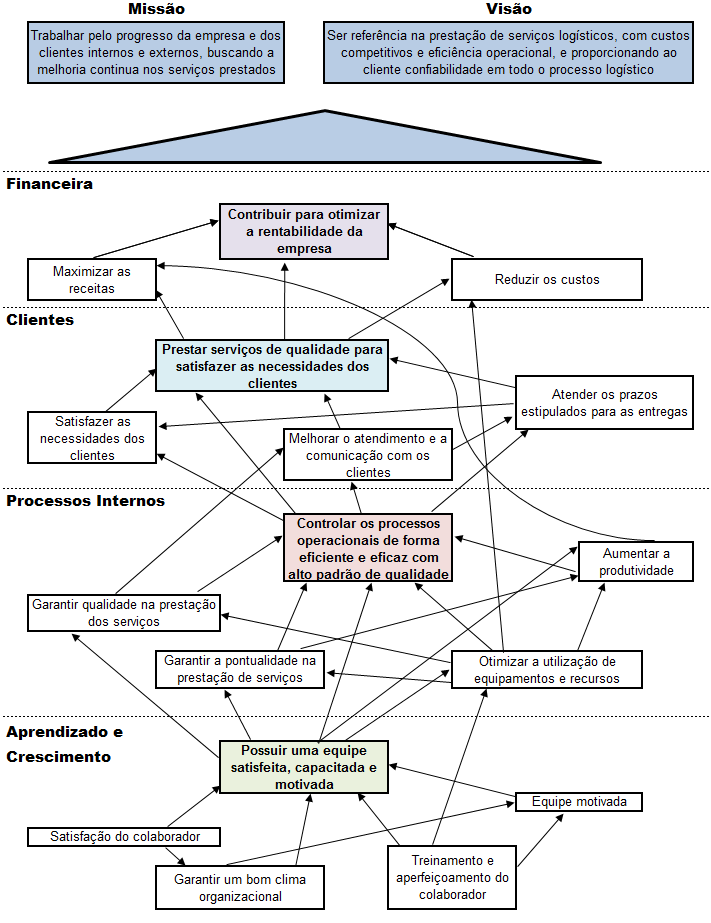 Missão
Visão
Trabalhar pelo progresso da empresa e dos
clientes internos e externos, buscando a
melhoria continua nos serviços prestados
Ser referência na prestação de serviços logísticos, com custos
competitivos e eficiência operacional, e proporcionando ao
cliente confiabilidade em todo o processo logístico
Financeira
Contribuir para otimizar
a rentabilidade da
empresa
Maximizar as
receitas
Reduzir os custos
Clientes
Prestar serviços de qualidade para
satisfazer as necessidades dos
clientes
Atender os prazos
estipulados para as entregas
Satisfazer as
necessidades dos
clientes
Melhorar o atendimento e a
comunicação com os
clientes
Processos Internos
Controlar os processos
operacionais de forma
eficiente e eficaz com
alto padrão de qualidade
Aumentar a
produtividade
Garantir qualidade na prestação
dos serviços
Garantir a pontualidade na
prestação de serviços
Otimizar a utilização de
equipamentos e recursos
Aprendizado e
Crescimento
Possuir uma equipe
satisfeita, capacitada e
motivada
Equipe motivada
Satisfação do colaborador
Garantir um bom clima
organizacional
Treinamento e
aperfeiçoamento do
colaborador